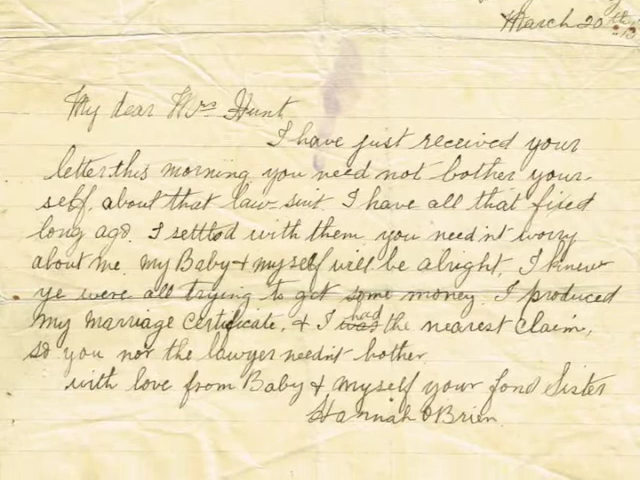 March 20th
My dear Mrs Hunt
I have just received your
letter this morning you need not bother your-
self. about that law-suit I have all that fixed
long ago. I settled with them. you needn't worry
about me. my Baby & myself will be alright, I knew
ye were all trying to get some money. I produced
my marriage certificate, & I had the nearest claim,
so you nor the lawyer needn't bother.
with love from Baby & myself your fond Sister
Hannah O'Brien